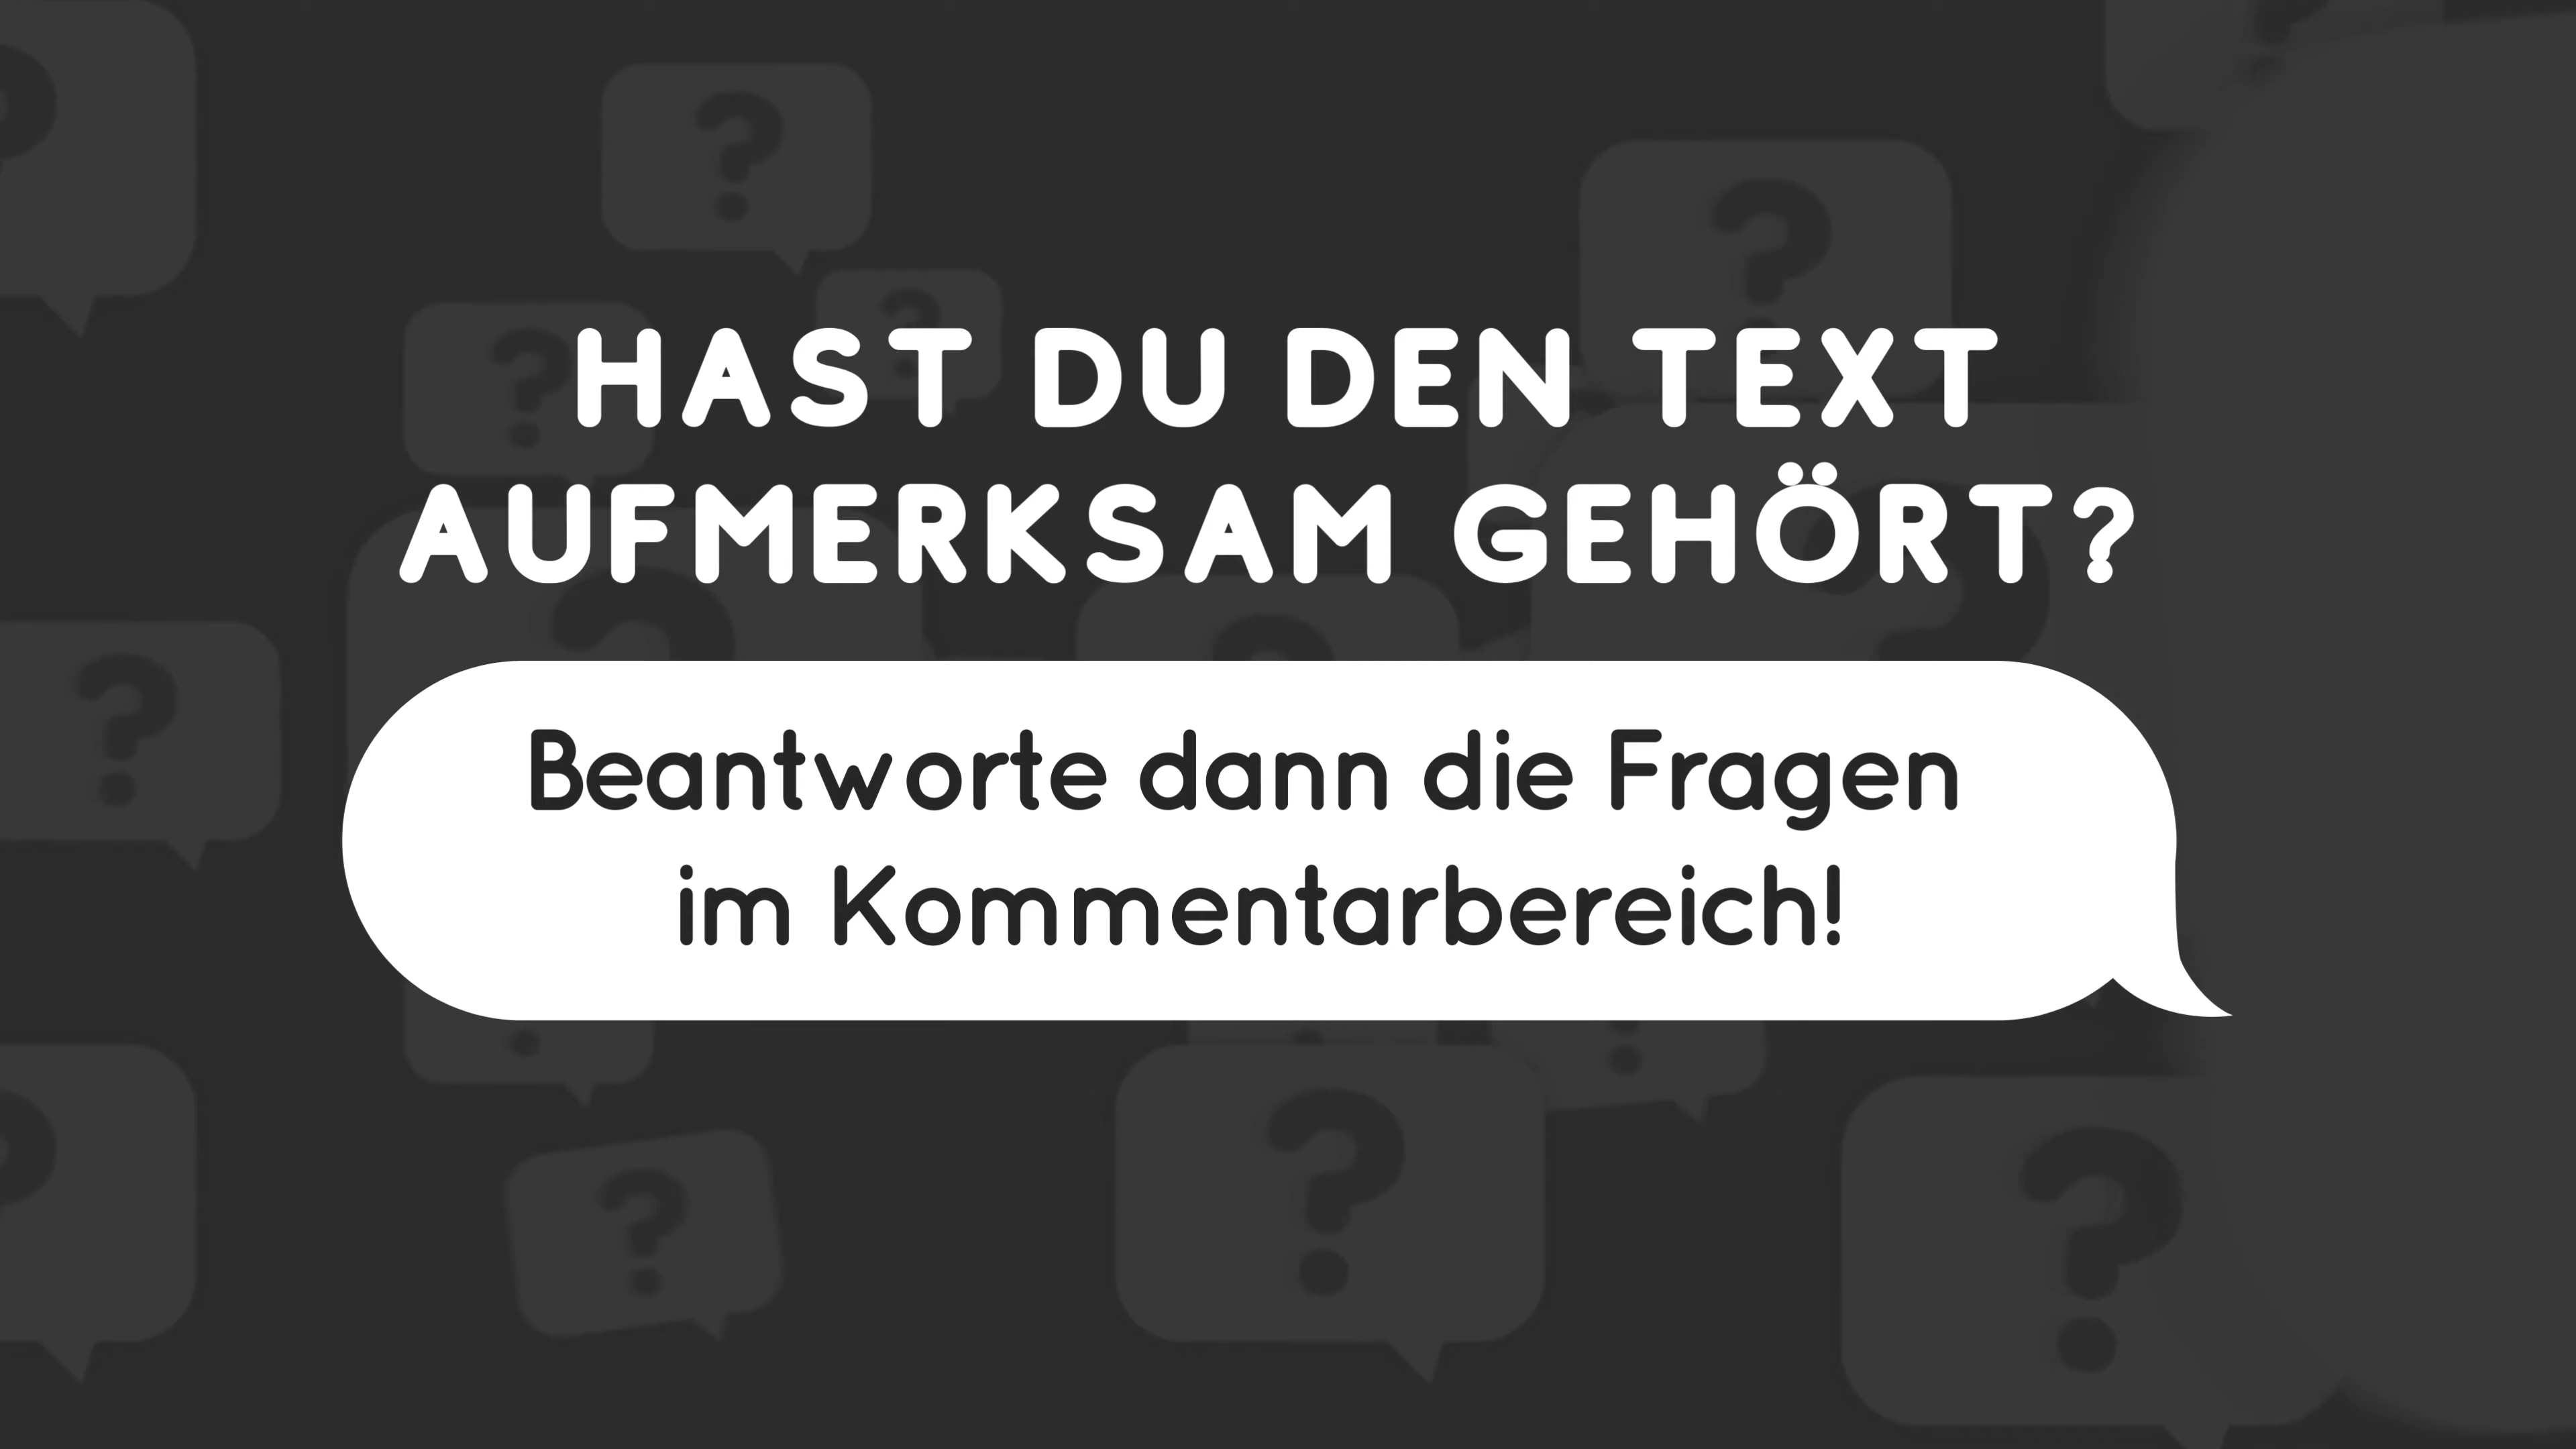 HAST DU DEN TEXT
AUFMERKSAM GEHÖRT?
Beantworte dann die Fragen
im Kommentarbereich!